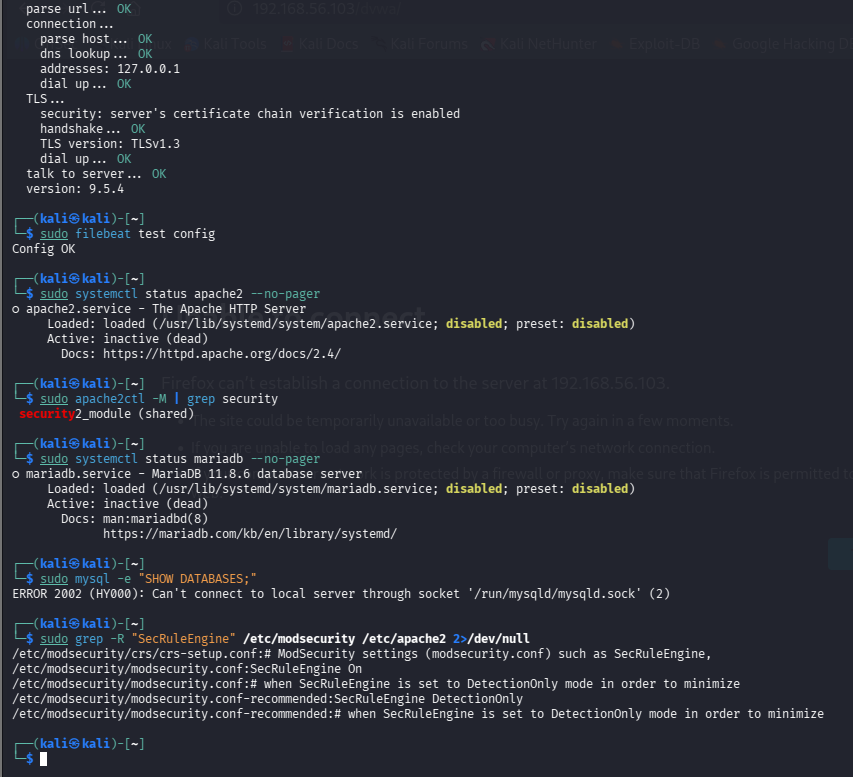 192.168.56.103/dvwa/
Kali Tools Kali Docs Kali Forums Kali NetHunter Exploit-DB Google Hacking D
parse url... OK
connection...
parse host... OK
dns lookup... OK
addresses: 127.0.0.1
dial up... OK
TLS...
security: server's certificate chain verification is enabled
handshake... OK
TLS version: TLSv1.3
dial up... OK
talk to server... OK
version: 9.5.4
┌──(kali㉿kali)-[~]
└─$ sudo filebeat test config
Config OK
┌──(kali㉿kali)-[~]
└─$ sudo systemctl status apache2 --no-pager
○ apache2.service - The Apache HTTP Server
Loaded: loaded (/usr/lib/systemd/system/apache2.service; disabled; preset: disabled)
Active: inactive (dead)
Docs: https://httpd.apache.org/docs/2.4/
connect
┌──(kali㉿kali)-[~]
└─$ sudo apache2ctl -M | grep security
security2_module (shared)
Firefox can't establish a connection to the server at 192.168.56.103.
The site could be temporarily unavailable or too busy. Try again in a few moments.
┌──(kali㉿kali)-[~]
└─$ sudo systemctl status mariadb --no-pager
○ mariadb.service - MariaDB 11.8.6 database server
Loaded: loaded (/usr/lib/systemd/system/mariadb.service; disabled; preset: disabled)
Active: inactive (dead)
Docs: man:mariadbd(8)
https://mariadb.com/kb/en/library/systemd/
If you are unable to load any pages, check your computer's network connection.
is protected by a firewall or proxy, make sure that Firefox is permitted to
┌──(kali㉿kali)-[~]
└─$ sudo mysql -e "SHOW DATABASES;"
ERROR 2002 (HY000): Can't connect to local server through socket '/run/mysqld/mysqld.sock' (2)
┌──(kali㉿kali)-[~]
└─$ sudo grep -R "SecRuleEngine" /etc/modsecurity /etc/apache2 2>/dev/null
/etc/modsecurity/crs/crs-setup.conf:# ModSecurity settings (modsecurity.conf) such as SecRuleEngine,
/etc/modsecurity/modsecurity.conf:SecRuleEngine On
/etc/modsecurity/modsecurity.conf:# when SecRuleEngine is set to DetectionOnly mode in order to minimize
/etc/modsecurity/modsecurity.conf-recommended:SecRuleEngine DetectionOnly
/etc/modsecurity/modsecurity.conf-recommended:# when SecRuleEngine is set to DetectionOnly mode in order to minimize
┌──(kali㉿kali)-[~]
└─$